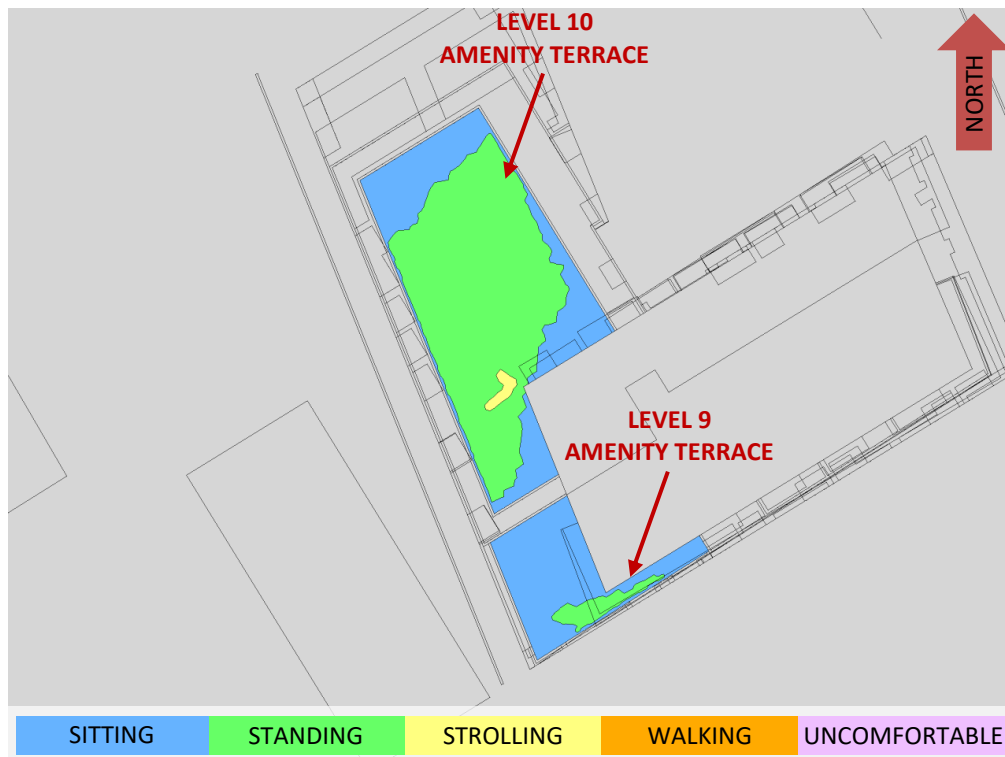 LEVEL 10
AMENITY TERRACE
NORTH
LEVEL 9
AMENITY TERRACE
SITTING
STANDING
STROLLING
WALKING
UNCOMFORTABLE